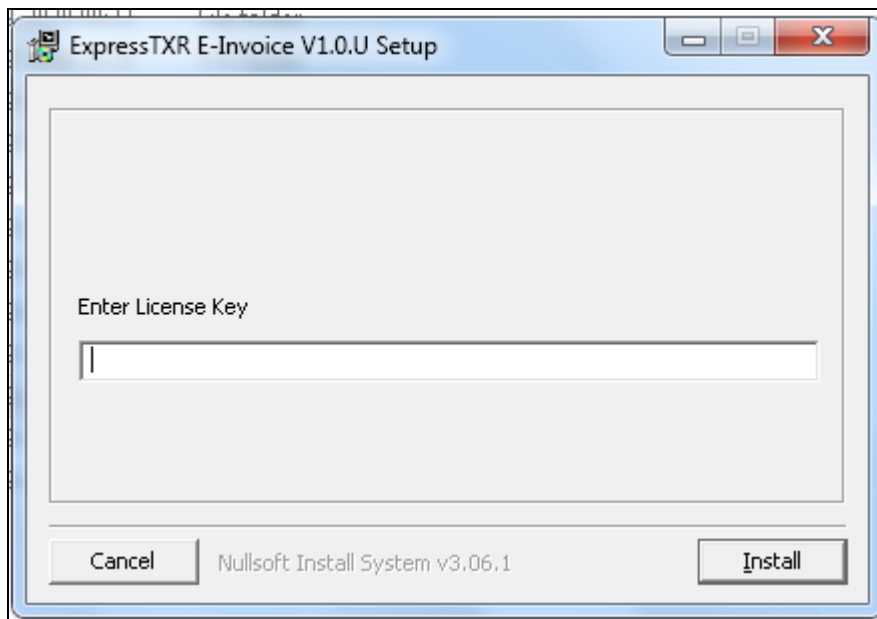 ExpressTXR E-Invoice V1.0.U Setup
Enter License Key
Cancel
Nullsoft Install System v3.06.1
Install